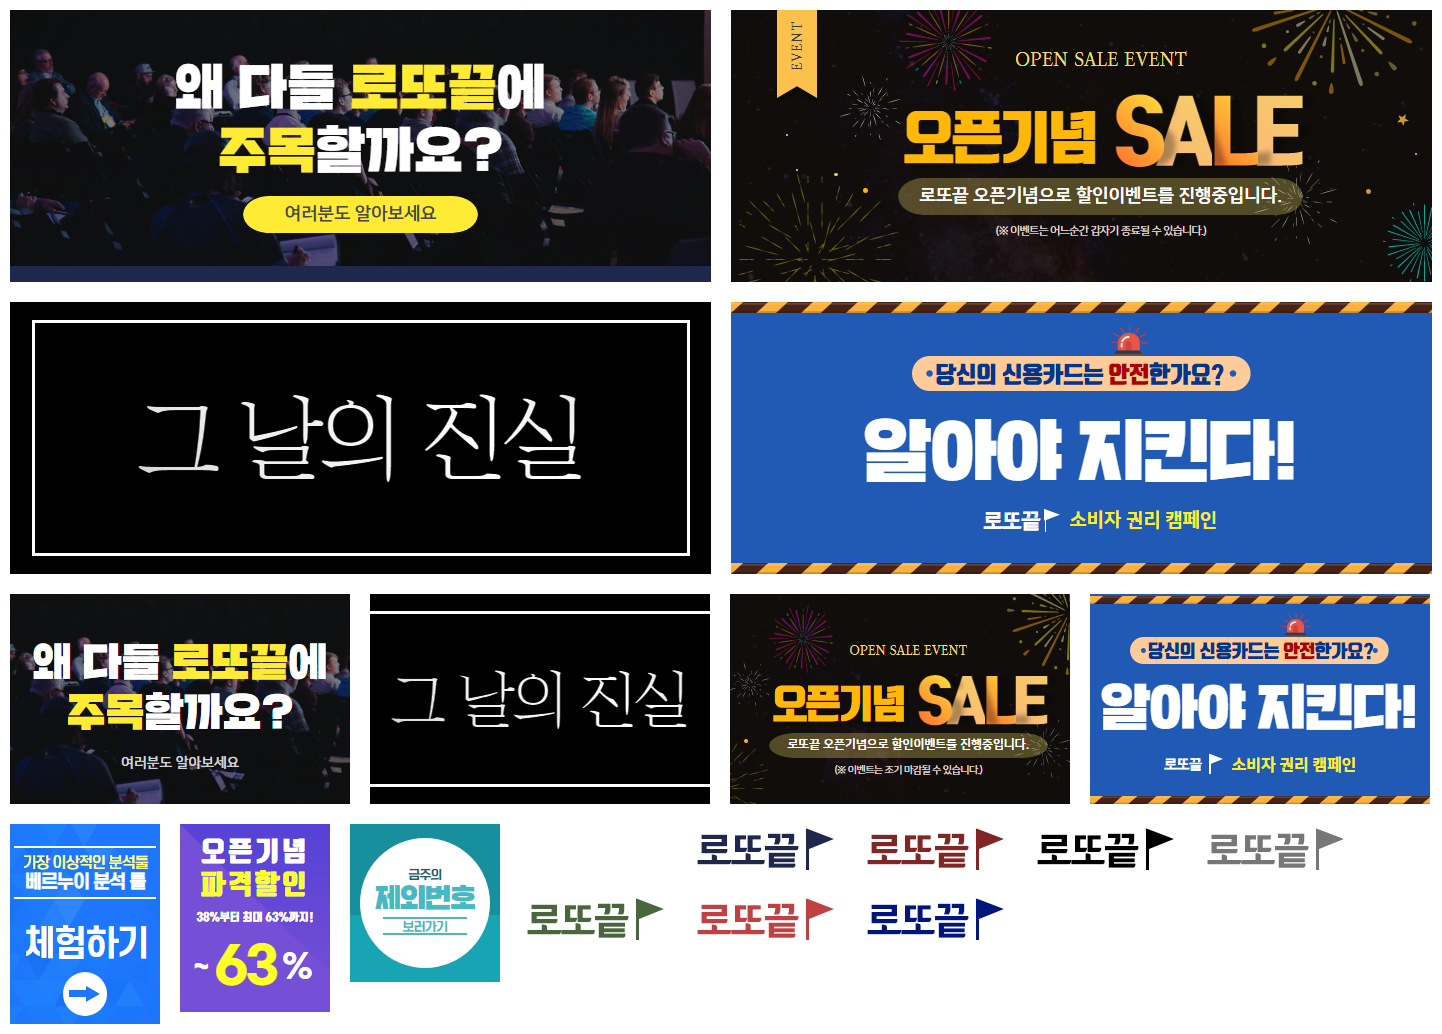 왜 다들 로또끝에
주목할까요?
여러분도 알아보세요
EVENT
OPEN SALE EVENT
오픈기념 SALE
로또끝 오픈기념으로 할인이벤트를 진행중입니다.
(※ 이벤트는 어느순간 갑자기 종료될 수 있습니다.)
그 날의 진실
당신의 신용카드는 안전한가요?
알아야 지킨다!
로또끝 소비자 권리 캠페인
왜 다들 로또끝에
주목할까요?
여러분도 알아보세요
그 날의 진실
OPEN SALE EVENT
오픈기념 SALE
로또끝 오픈기념으로 할인이벤트를 진행중입니다.
(※ 이벤트는 조기 마감될 수 있습니다.)
당신의 신용카드는 안전한가요?
알아야 지킨다!
로또끝 소비자 권리 캠페인
가장 이상적인 분석툴
베르누이 분석 툴
체험하기
오픈기념
파격할인
38%부터 최대 63%까지!
~63%
금주의
제외번호
보러가기
로또끝
로또끝
로또끝
로또끝
로또끝
로또끝
로또끝